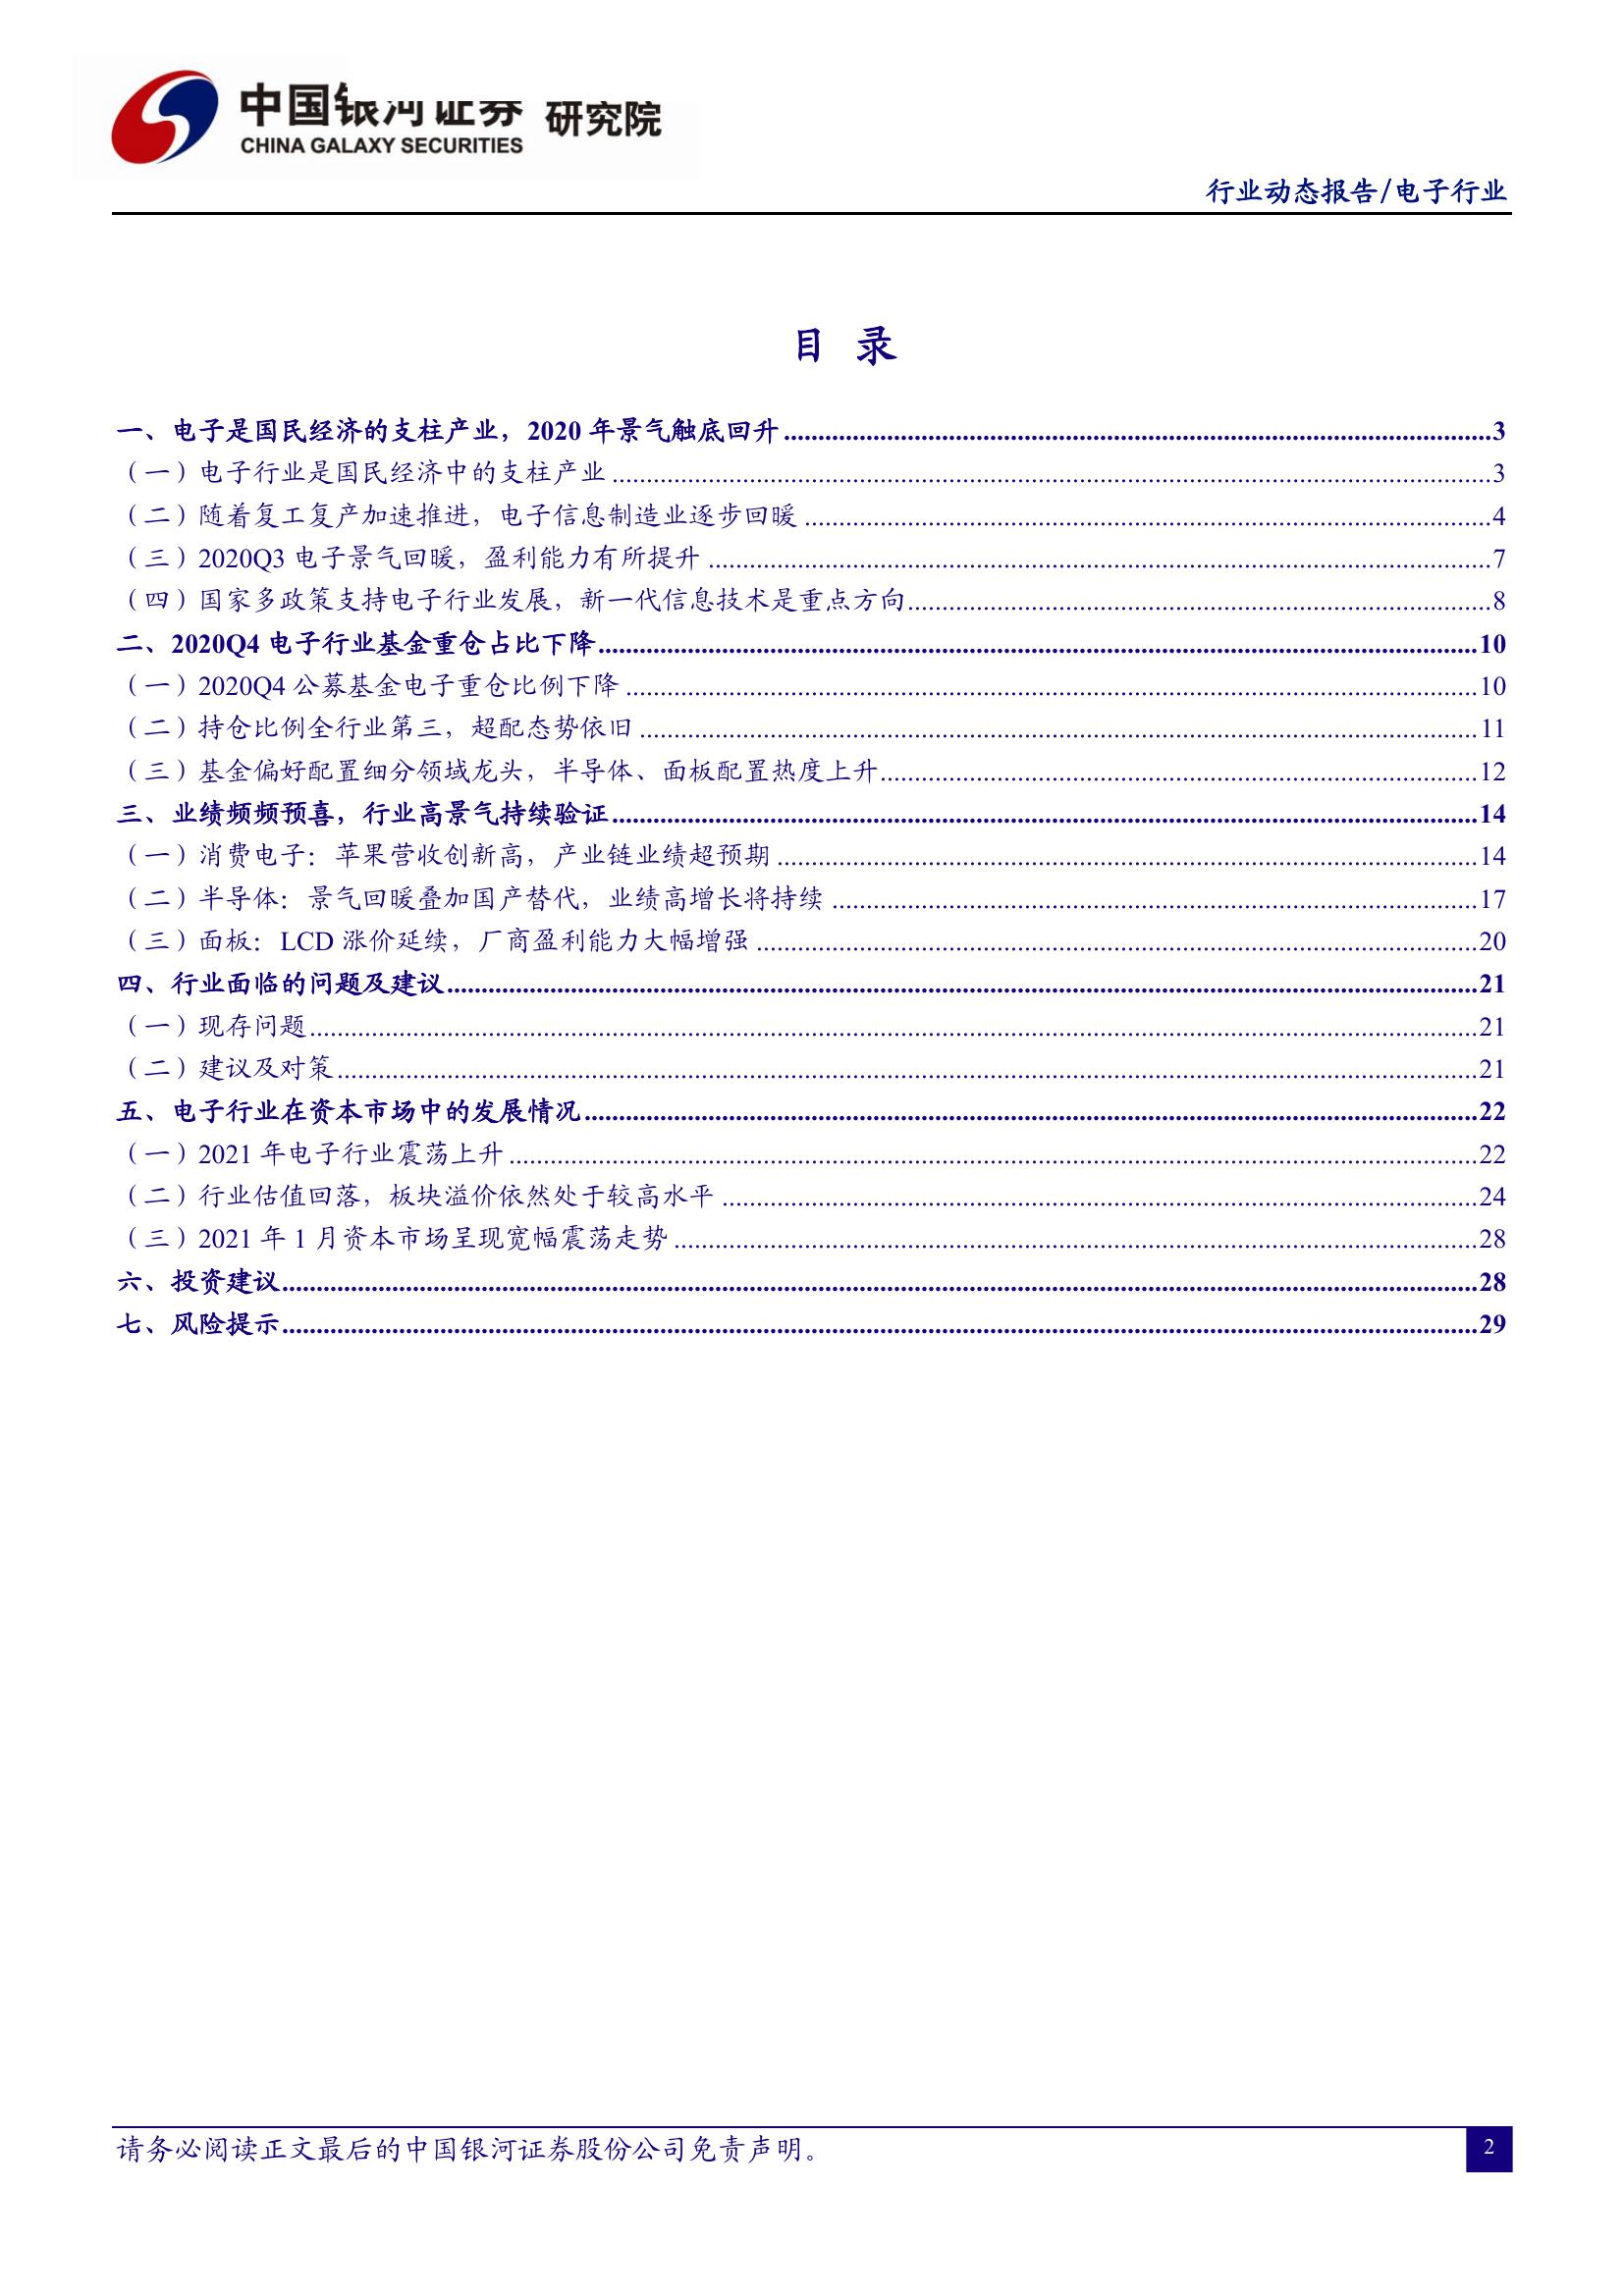 中国银河证券 研究院
CHINA GALAXY SECURITIES
行业动态报告/电子行业
目 录
一、电子是国民经济的支柱产业，2020 年景气触底回升........3
（一）电子行业是国民经济中的支柱产业........3
（二）随着复工复产加速推进，电子信息制造业逐步回暖........4
（三）2020Q3 电子景气回暖，盈利能力有所提升........7
（四）国家多政策支持电子行业发展，新一代信息技术是重点方向........8
二、2020Q4 电子行业基金重仓占比下降........10
（一）2020Q4 公募基金电子重仓比例下降........10
（二）持仓比例全行业第三，超配态势依旧........11
（三）基金偏好配置细分领域龙头，半导体、面板配置热度上升........12
三、业绩频频预喜，行业高景气持续验证........14
（一）消费电子：苹果营收创新高，产业链业绩超预期........14
（二）半导体：景气回暖叠加国产替代，业绩高增长将持续........17
（三）面板：LCD 涨价延续，厂商盈利能力大幅增强........20
四、行业面临的问题及建议........21
（一）现存问题........21
（二）建议及对策........21
五、电子行业在资本市场中的发展情况........22
（一）2021 年电子行业震荡上升........22
（二）行业估值回落，板块溢价依然处于较高水平........24
（三）2021 年 1 月资本市场呈现宽幅震荡走势........28
六、投资建议........28
七、风险提示........29
请务必阅读正文最后的中国银河证券股份公司免责声明。
2